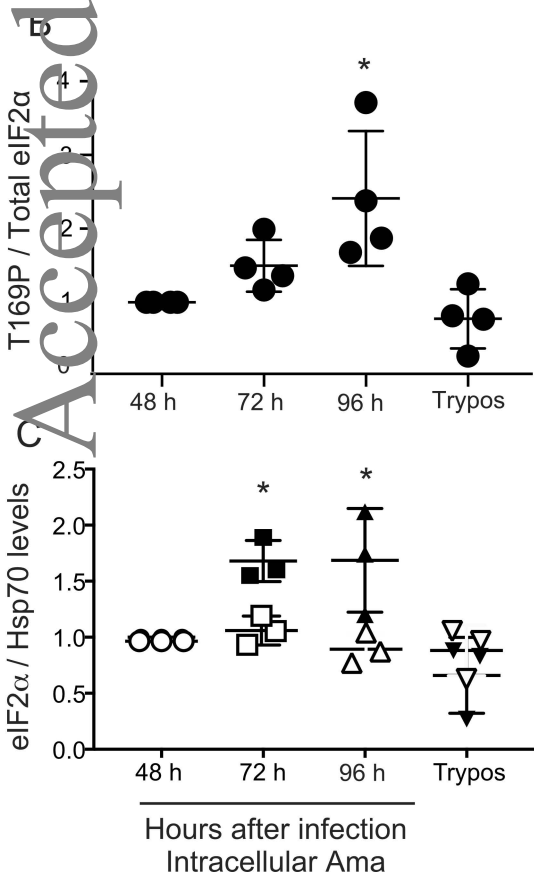 B
Accepted
T169P / Total eIF2α
*
4
3
2
1
0
48 h 72 h 96 h Trypos
C
eIF2α / Hsp70 levels
* *
2.5
2.0
1.5
1.0
0.5
0.0
48 h 72 h 96 h Trypos
Hours after infection
Intracellular Ama